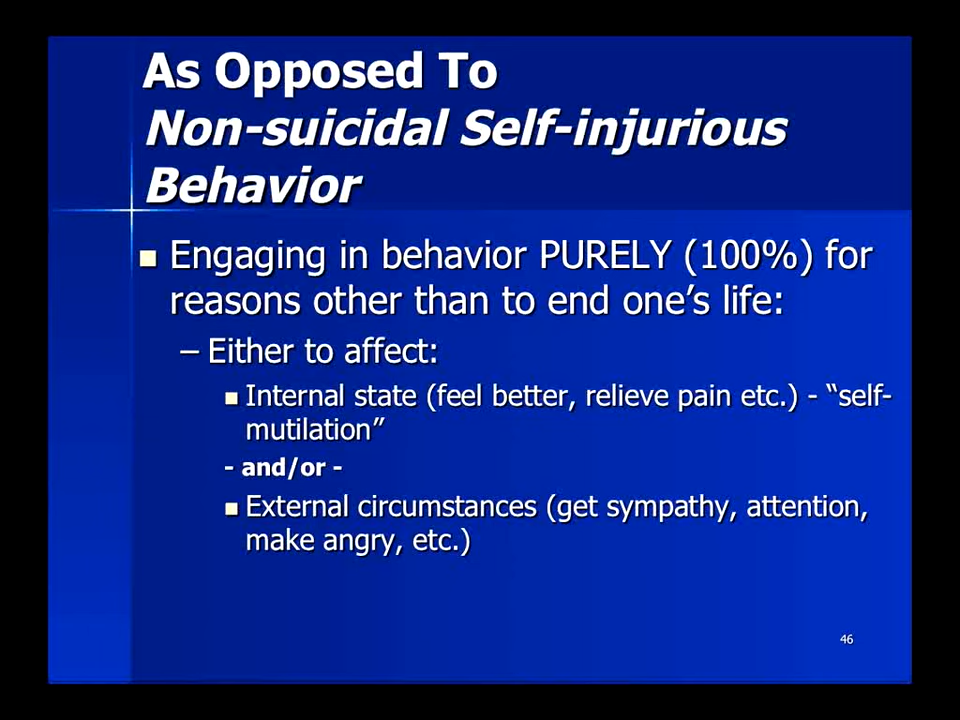 As Opposed To
Non-suicidal Self-injurious
Behavior
Engaging in behavior PURELY (100%) for
reasons other than to end one’s life:
– Either to affect:
Internal state (feel better, relieve pain etc.) - “self-
mutilation”
- and/or -
External circumstances (get sympathy, attention,
make angry, etc.)
46